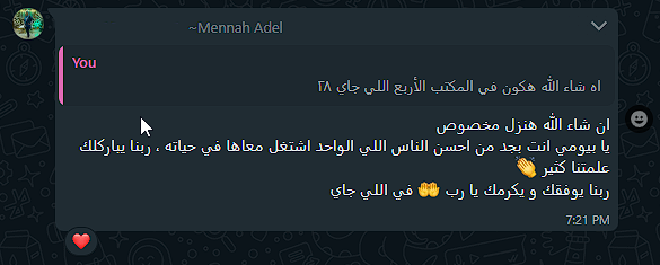 ~Mennah Adel
You
اه شاء الله هكون في المكتب الأربع اللي جاي ٢٨
ان شاء الله هنزل مخصوص
يا بيومي انت بجد من احسن الناس اللي الواحد اشتغل معاها في حياته ، ربنا يباركلك
علمتنا كثير 👏
ربنا يوفقك و يكرمك يا رب 🤲 في اللي جاي
7:21 PM